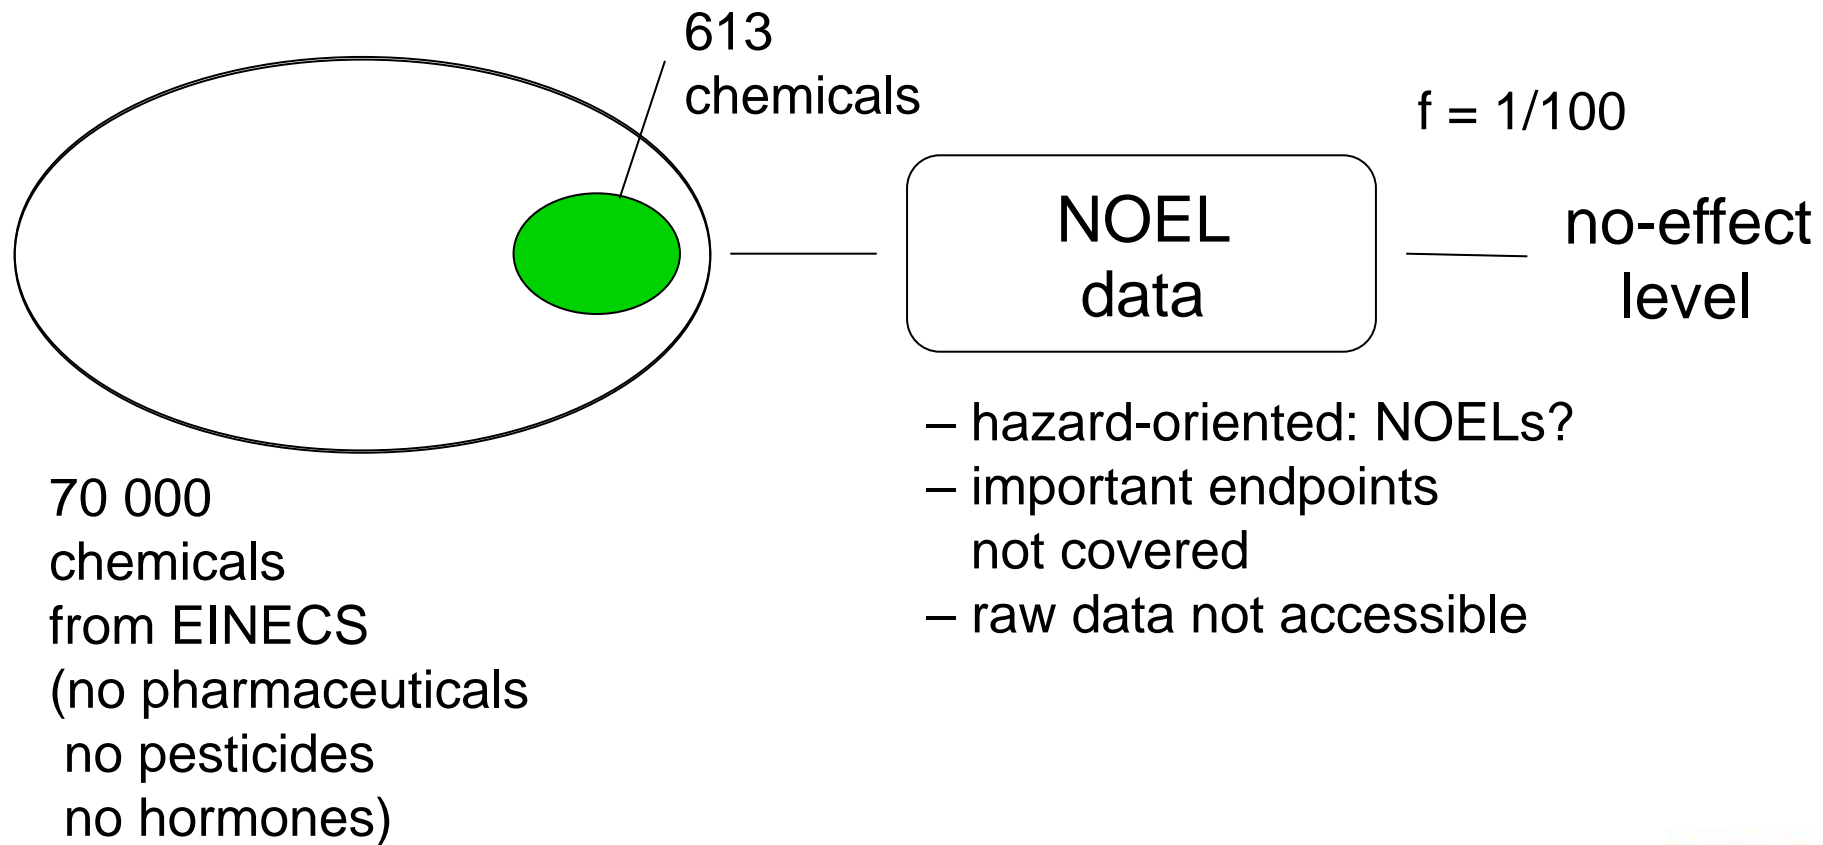 613
chemicals
f = 1/100
NOEL
data
no-effect
level
70 000
chemicals
from EINECS
(no pharmaceuticals
no pesticides
no hormones)
– hazard-oriented: NOELs?
– important endpoints
not covered
– raw data not accessible